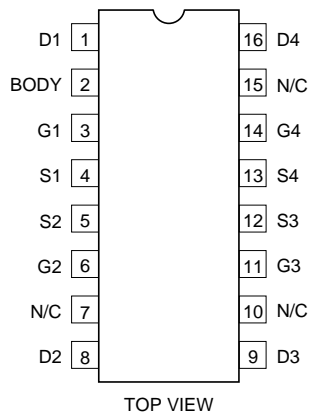 D1 1 16 D4
BODY 2 15 N/C
G1 3 14 G4
S1 4 13 S4
S2 5 12 S3
G2 6 11 G3
N/C 7 10 N/C
D2 8 9 D3
TOP VIEW